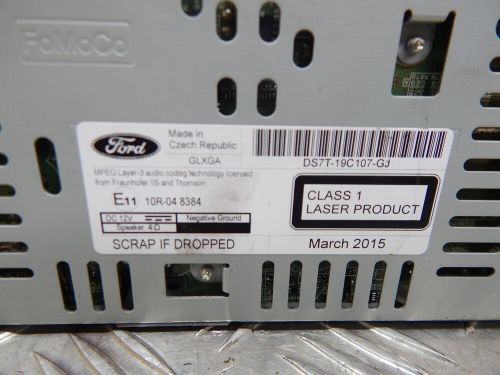 FoMoCo
Ford
Made in
Czech Republic
GLXGA
DS7T-19C107-GJ
MPEG Layer-3 audio coding technology licensed
from Fraunhofer IIS and Thomson
E11 10R-04 8384
CLASS 1
LASER PRODUCT
DC 12V
Negative Ground
Speaker 4Ω
SCRAP IF DROPPED
March 2015